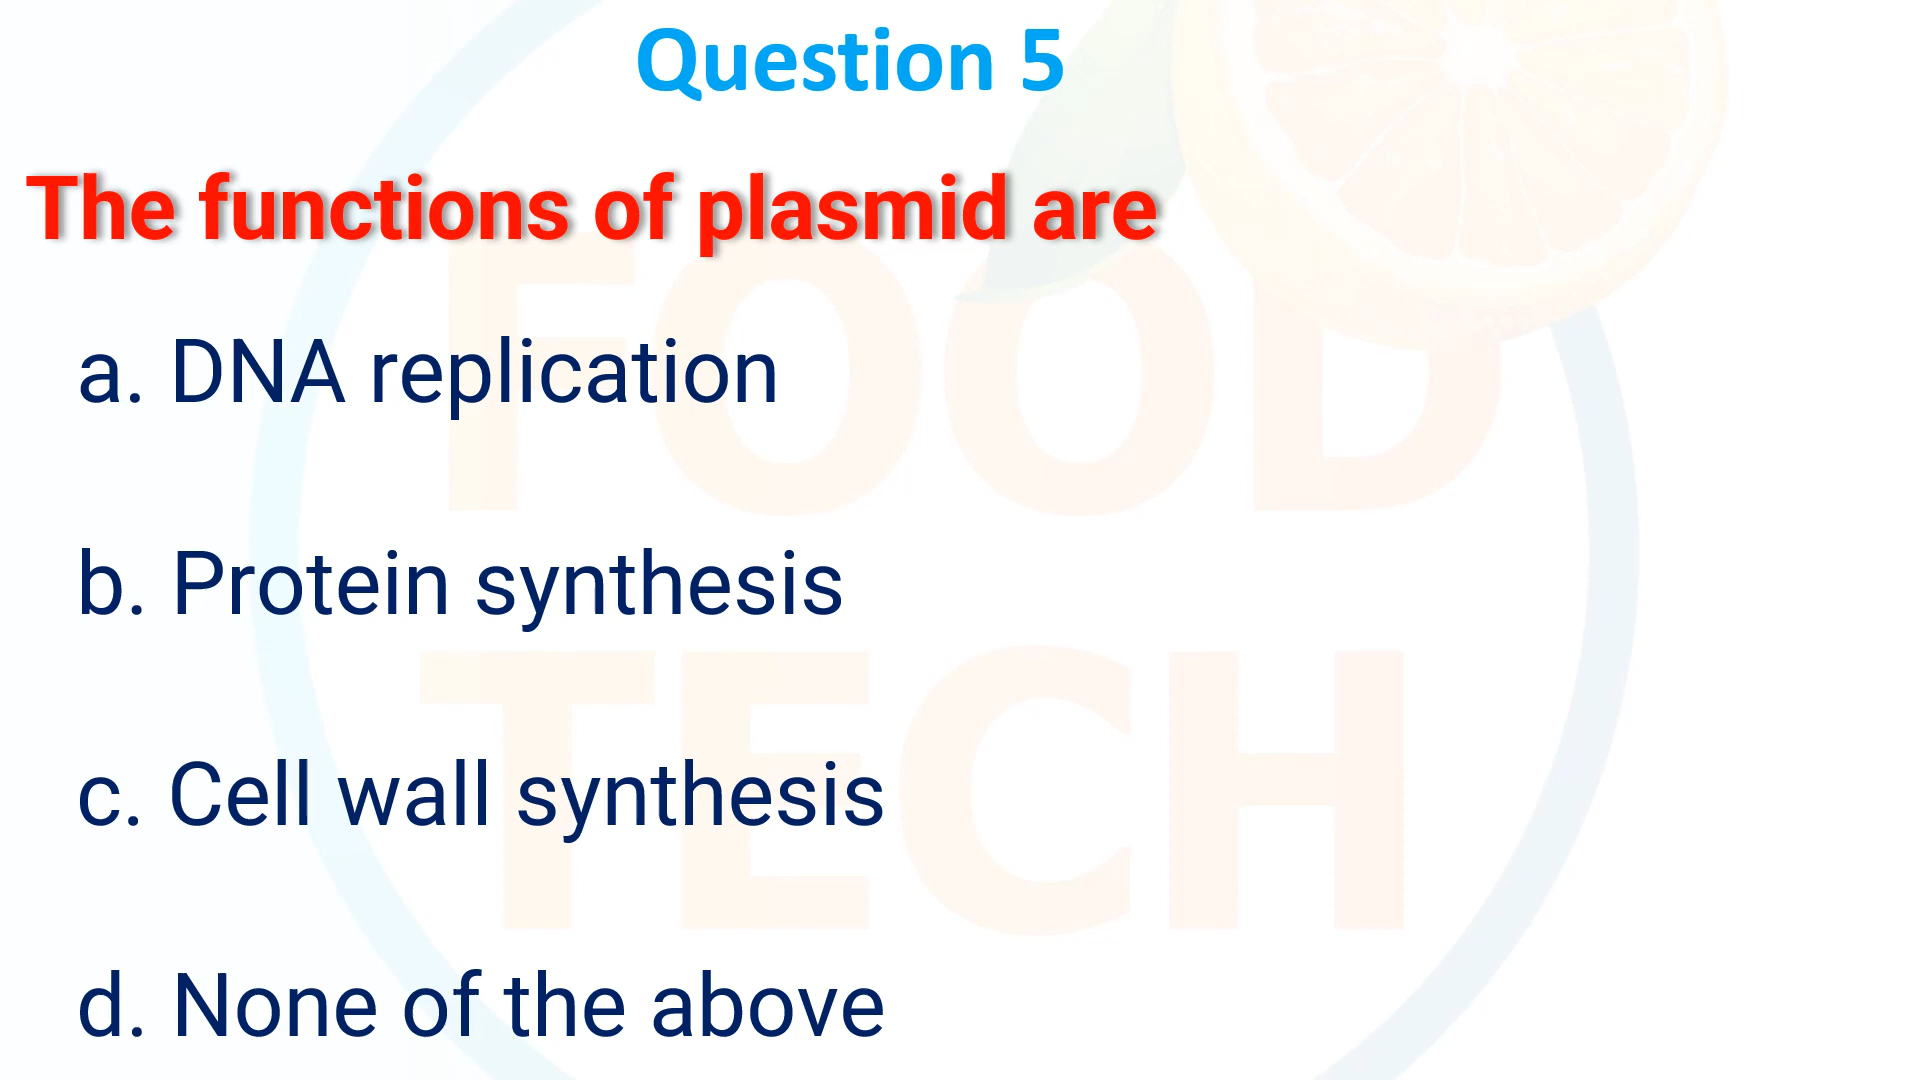 Question 5
The functions of plasmid are
a. DNA replication
b. Protein synthesis
c. Cell wall synthesis
d. None of the above
FOOD
TECH